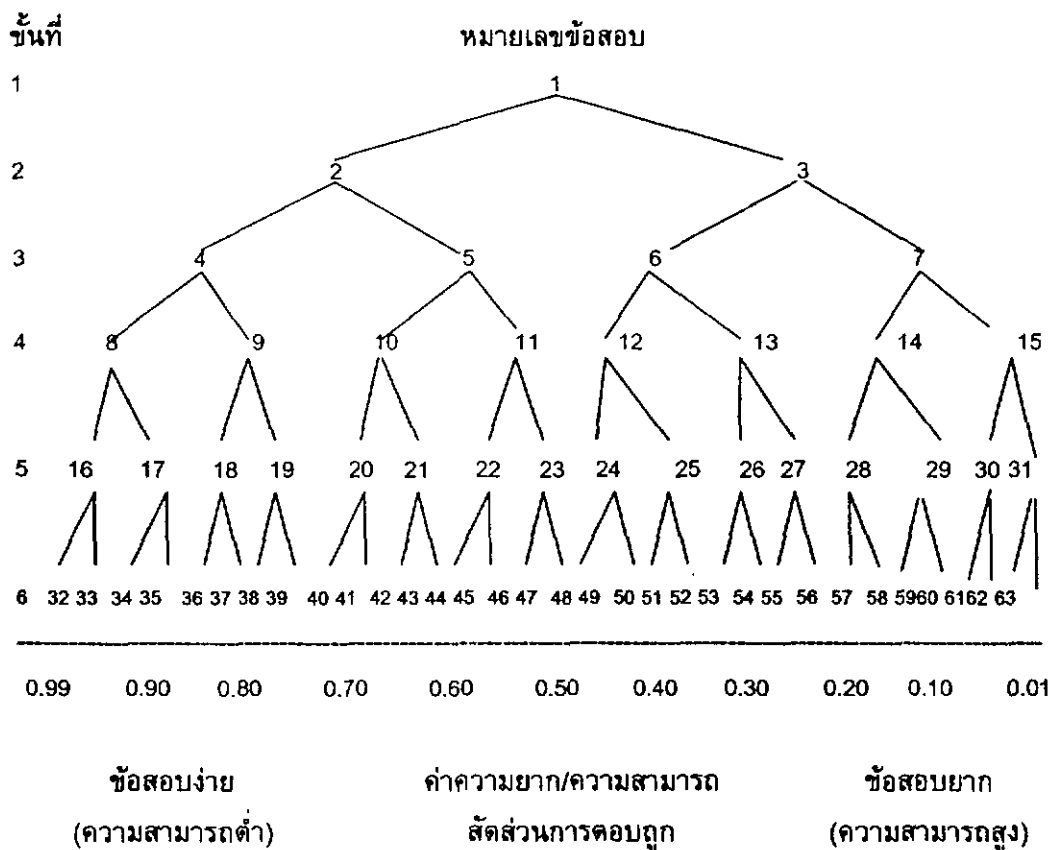 ขั้นที่ หมายเลขข้อสอบ
1 1
2 2 3
3 4 5 6 7
4 8 9 10 11 12 13 14 15
5 16 17 18 19 20 21 22 23 24 25 26 27 28 29 30 31
6 32 33 34 35 36 37 38 39 40 41 42 43 44 45 46 47 48 49 50 51 52 53 54 55 56 57 58 59 60 61 62 63
0.99 0.90 0.80 0.70 0.60 0.50 0.40 0.30 0.20 0.10 0.01
ข้อสอบง่าย ค่าความยาก/ความสามารถ ข้อสอบยาก
(ความสามารถต่ำ) สัดส่วนการตอบถูก (ความสามารถสูง)